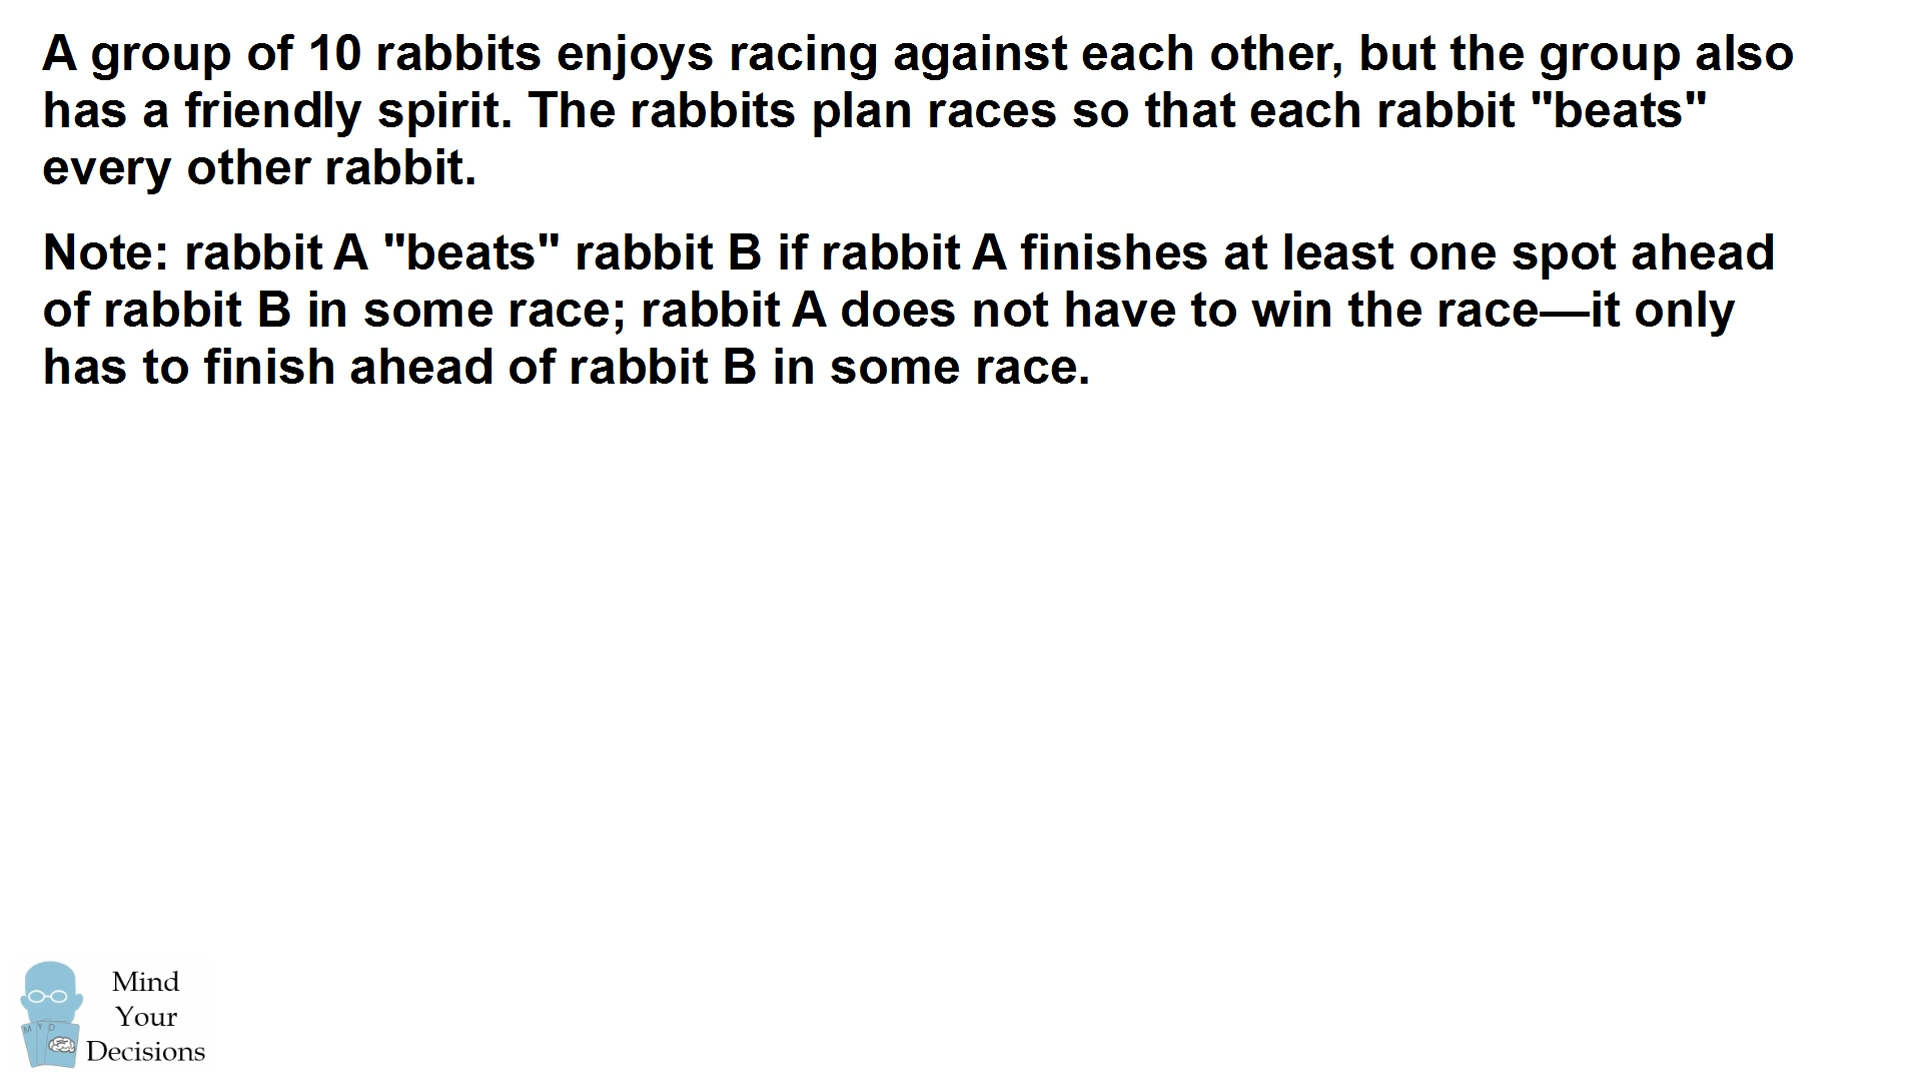 A group of 10 rabbits enjoys racing against each other, but the group also
has a friendly spirit. The rabbits plan races so that each rabbit "beats"
every other rabbit.
Note: rabbit A "beats" rabbit B if rabbit A finishes at least one spot ahead
of rabbit B in some race; rabbit A does not have to win the race—it only
has to finish ahead of rabbit B in some race.
M Y D
Mind
Your
Decisions